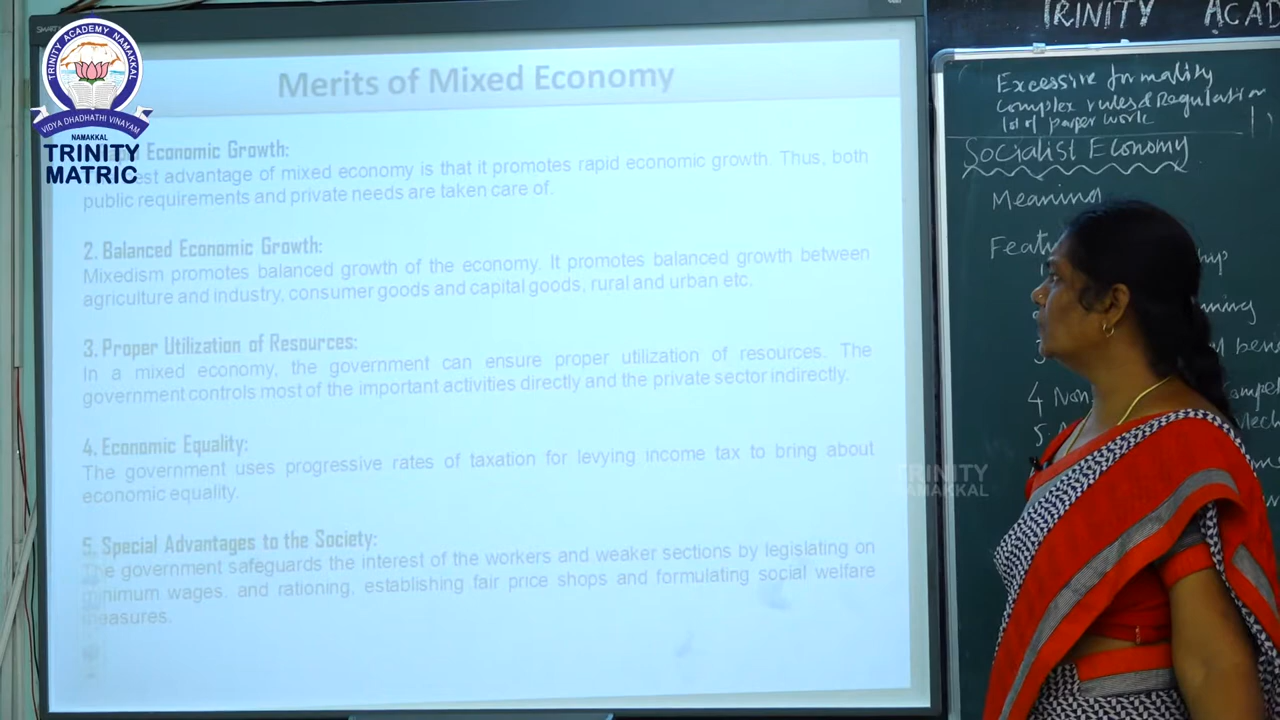 SMART
TRINITY ACADEMY NAMAKKAL
VIDYA DHADHATHI VINAYAM
NAMAKKAL
TRINITY
MATRIC
Merits of Mixed Economy
Economic Growth:
advantage of mixed economy is that it promotes rapid economic growth. Thus, both
public requirements and private needs are taken care of.
2. Balanced Economic Growth:
Mixedism promotes balanced growth of the economy. It promotes balanced growth between
agriculture and industry, consumer goods and capital goods, rural and urban etc.
3. Proper Utilization of Resources:
In a mixed economy, the government can ensure proper utilization of resources. The
government controls most of the important activities directly and the private sector indirectly.
4. Economic Equality:
The government uses progressive rates of taxation for levying income tax to bring about
economic equality.
5. Special Advantages to the Society:
government safeguards the interest of the workers and weaker sections by legislating on
minimum wages, and rationing, establishing fair price shops and formulating social welfare
measures.
TRINITY
NAMAKKAL
TRINITY ACAD
Excessive formality
Complex rules & Regulation
lot of paper work
Socialist Economy
Meaning
4 Non
5